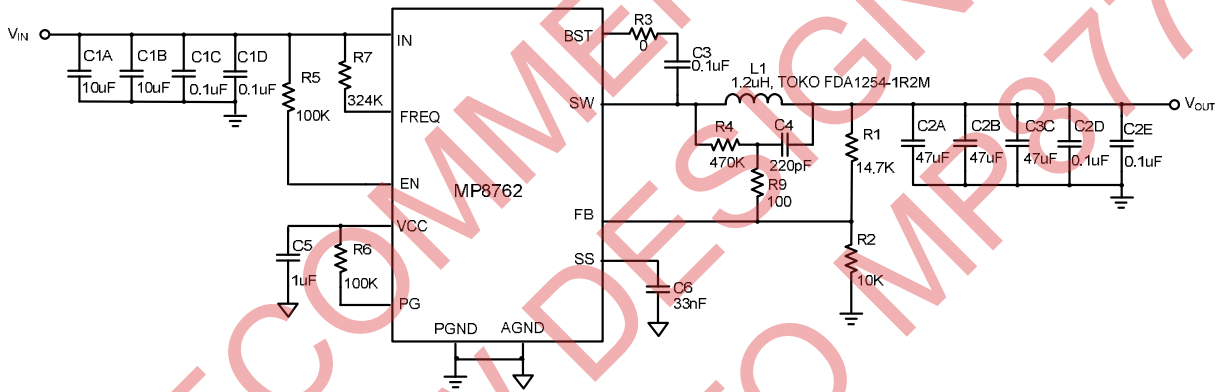 VIN
C1A
10uF
C1B
10uF
C1C
0.1uF
C1D
0.1uF
R5
100K
R7
324K
IN
FREQ
EN
VCC
PG
PGND
AGND
MP8762
BST
SW
FB
SS
C5
1uF
R6
100K
R3
0
C3
0.1uF
L1
1.2uH, TOKO FDA1254-1R2M
R4
470K
C4
220pF
R9
100
R1
14.7K
R2
10K
C6
33nF
C2A
47uF
C2B
47uF
C3C
47uF
C2D
0.1uF
C2E
0.1uF
VOUT
ECOMME
W DESIGN
O MP877